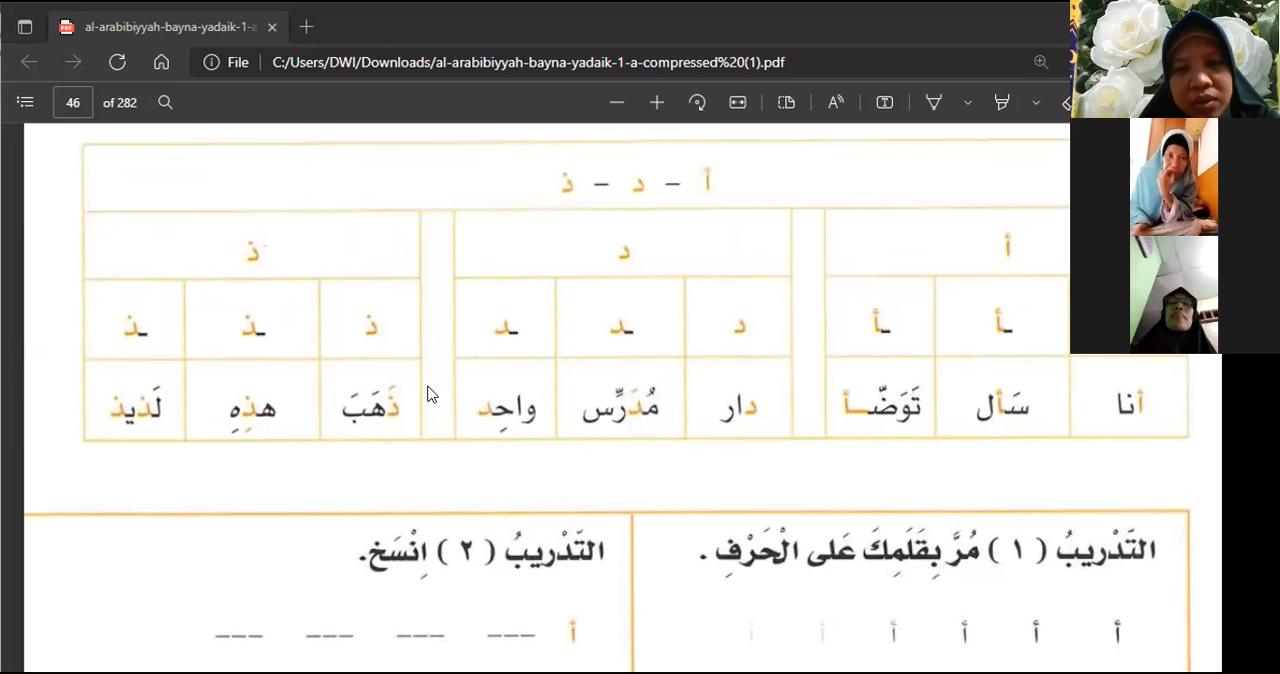 al-arabibiyyah-bayna-yadaik-1-a-
File C:/Users/DWI/Downloads/al-arabibiyyah-bayna-yadaik-1-a-compressed%20(1).pdf
46 of 282
أ – د – ذ
أ د ذ
ـأ ـأ د ـد ـد ذ ـذ ـذ
أنا سَأل تَوَضَّـأ دار مُدَرِّس واحِد ذَهَبَ هذِهِ لَذيذ
التَّدْريبُ ( ١ ) مُرَّ بِقَلَمِكَ عَلى الْحَرْفِ .
أ أ أ أ أ أ
التَّدْريبُ ( ٢ ) اِنْسَخ.
أ --- --- --- ---